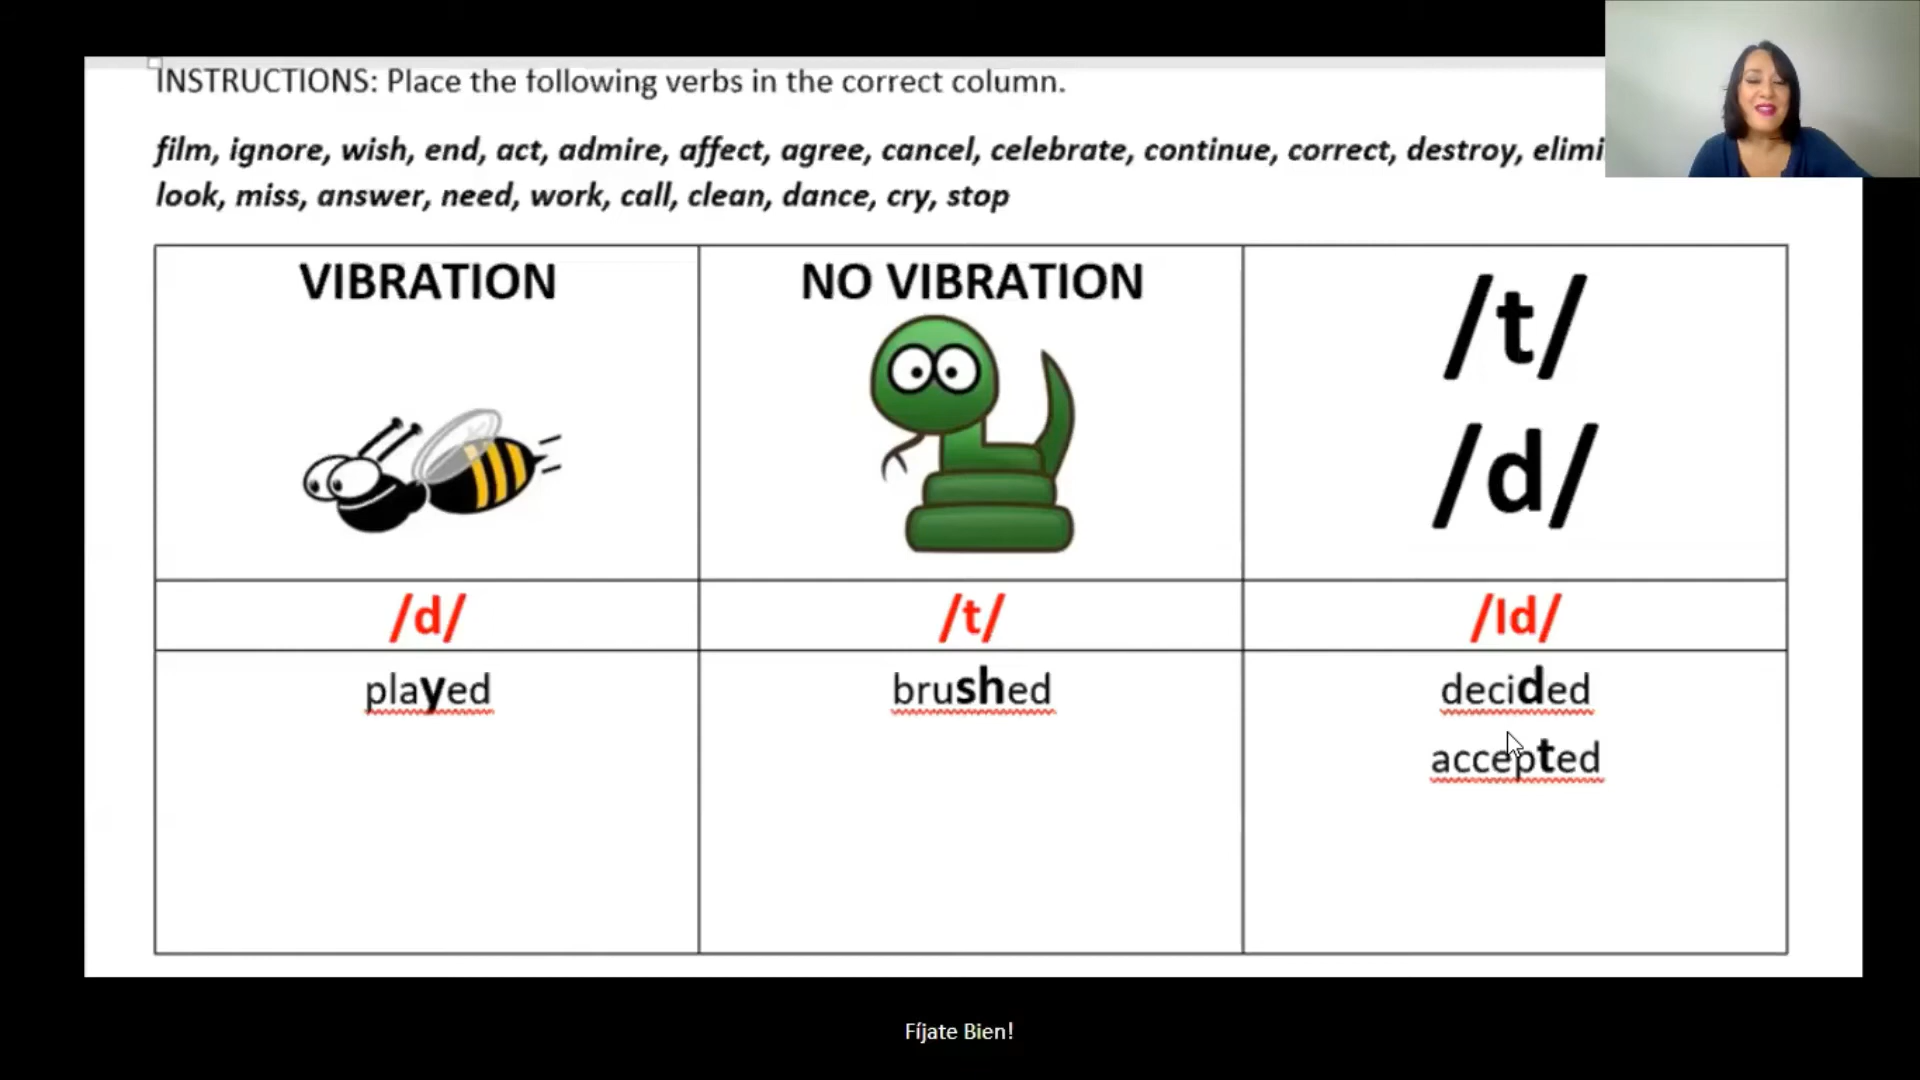 INSTRUCTIONS: Place the following verbs in the correct column.
film, ignore, wish, end, act, admire, affect, agree, cancel, celebrate, continue, correct, destroy,
look, miss, answer, need, work, call, clean, dance, cry, stop
VIBRATION
NO VIBRATION
/t/
/d/
/d/
/t/
/Id/
played
brushed
decided
accepted
Fíjate Bien!